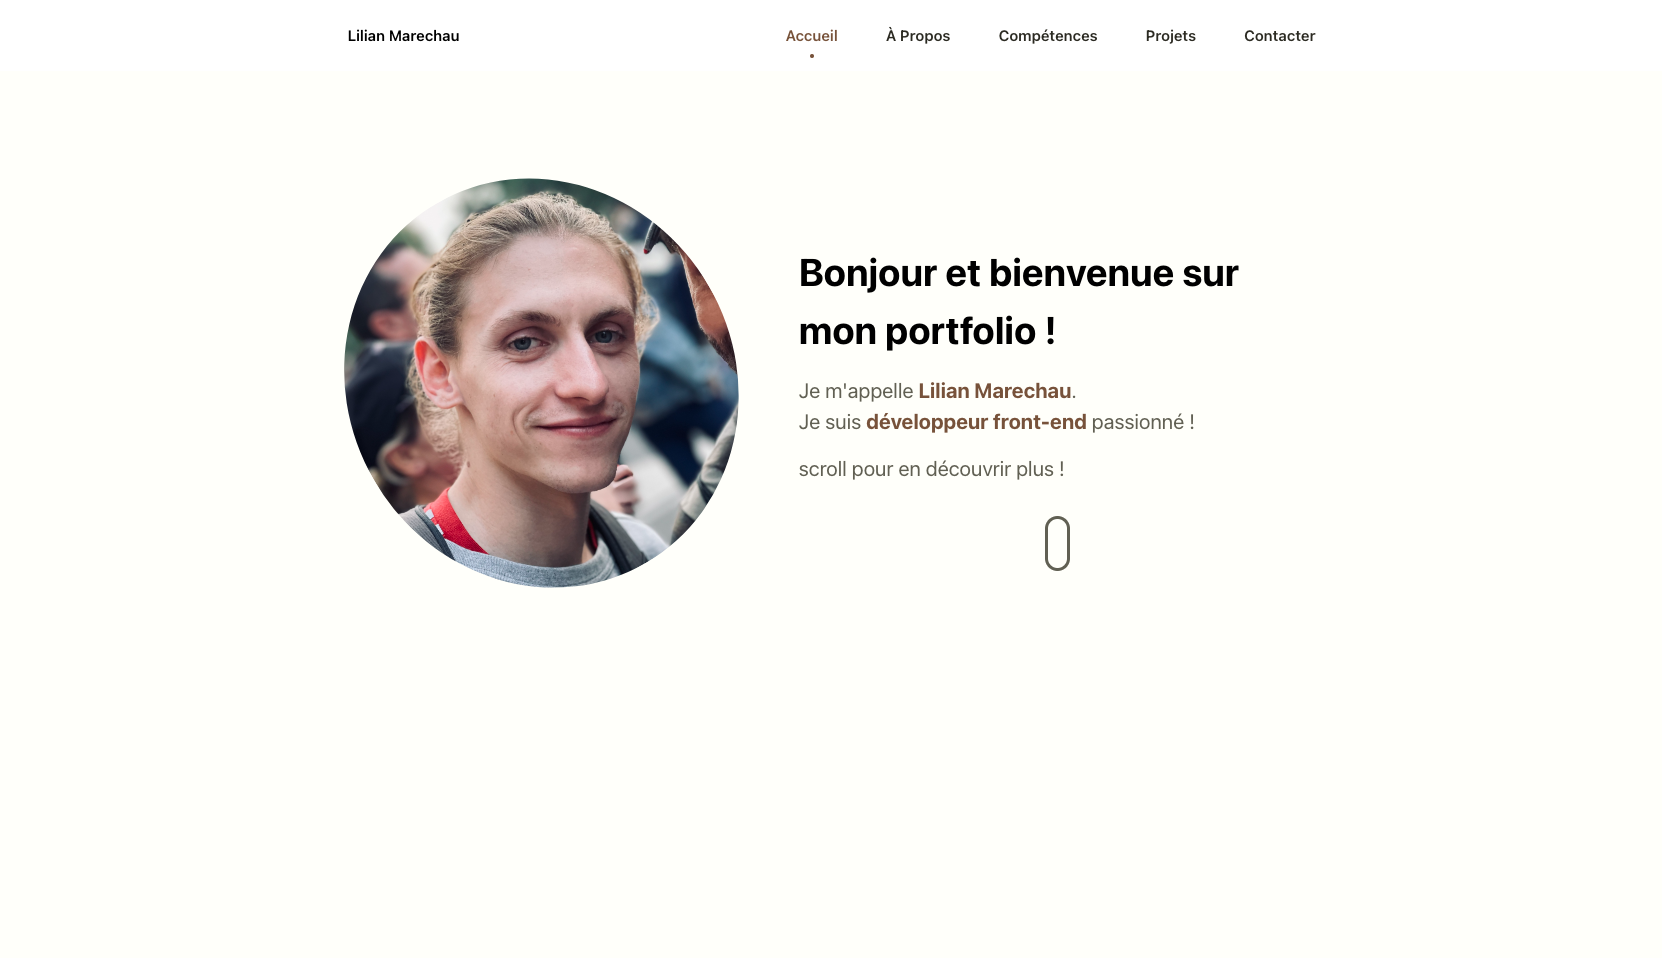 Lilian Marechau
Accueil
À Propos
Compétences
Projets
Contacter
Bonjour et bienvenue sur
mon portfolio !
Je m'appelle Lilian Marechau.
Je suis développeur front-end passionné !
scroll pour en découvrir plus !